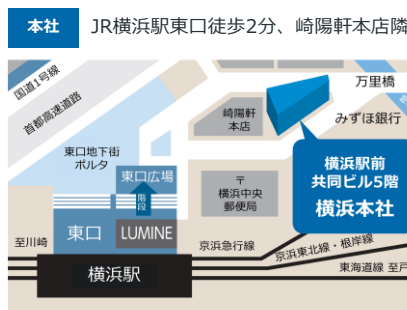 本社
JR横浜駅東口徒歩2分、崎陽軒本店隣
国道1号線
首都高速道路
万里橋
崎陽軒
本店
みずほ銀行
東口地下街
ポルタ
東口広場
階段
〒
横浜中央
郵便局
横浜駅前
共同ビル5階
横浜本社
東口
LUMINE
至川崎
京浜急行線
京浜東北線・根岸線
横浜駅
東海道線 至戸